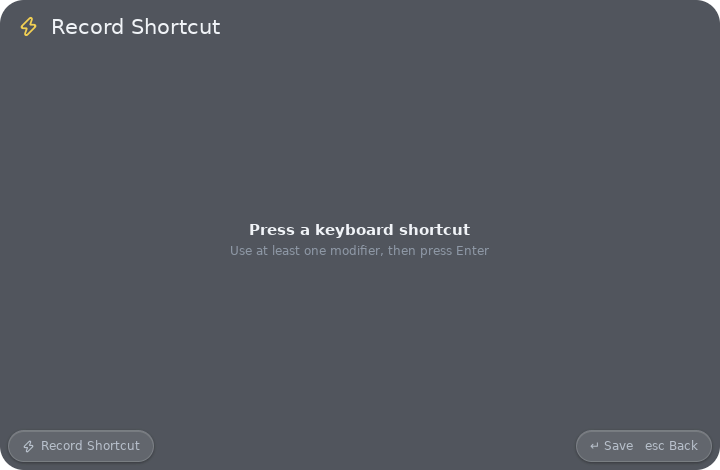 Record Shortcut
Press a keyboard shortcut
Use at least one modifier, then press Enter
Record Shortcut
↵ Save esc Back